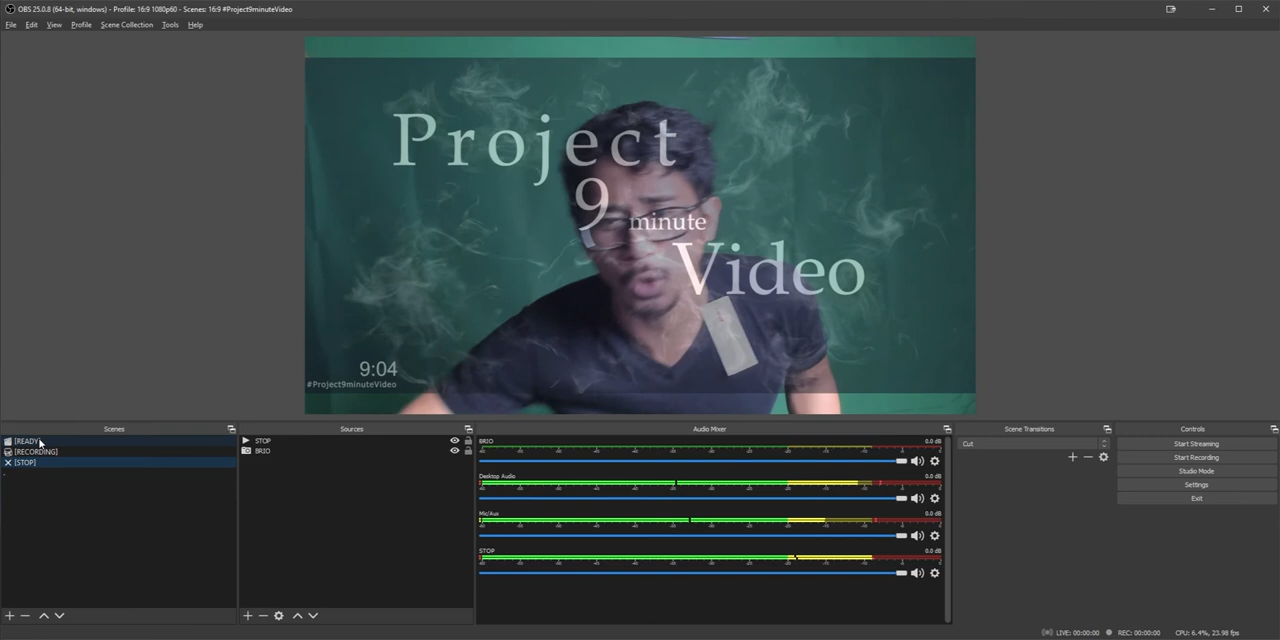 OBS 25.0.8 (64-bit, windows) - Profile: 16:9 1080p60 - Scenes: 16:9 #Project9minuteVideo
File Edit View Profile Scene Collection Tools Help
Project
9 minute
Video
9:04
#Project9minuteVideo
Scenes
[READY]
[RECORDING]
[STOP]
Sources
STOP
BRIO
Audio Mixer
BRIO 0.0 dB
Desktop Audio 0.0 dB
Mic/Aux 0.0 dB
STOP 0.0 dB
Scene Transitions
Cut
Controls
Start Streaming
Start Recording
Studio Mode
Settings
Exit
LIVE: 00:00:00 REC: 00:00:00 CPU: 6.4%, 23.98 fps